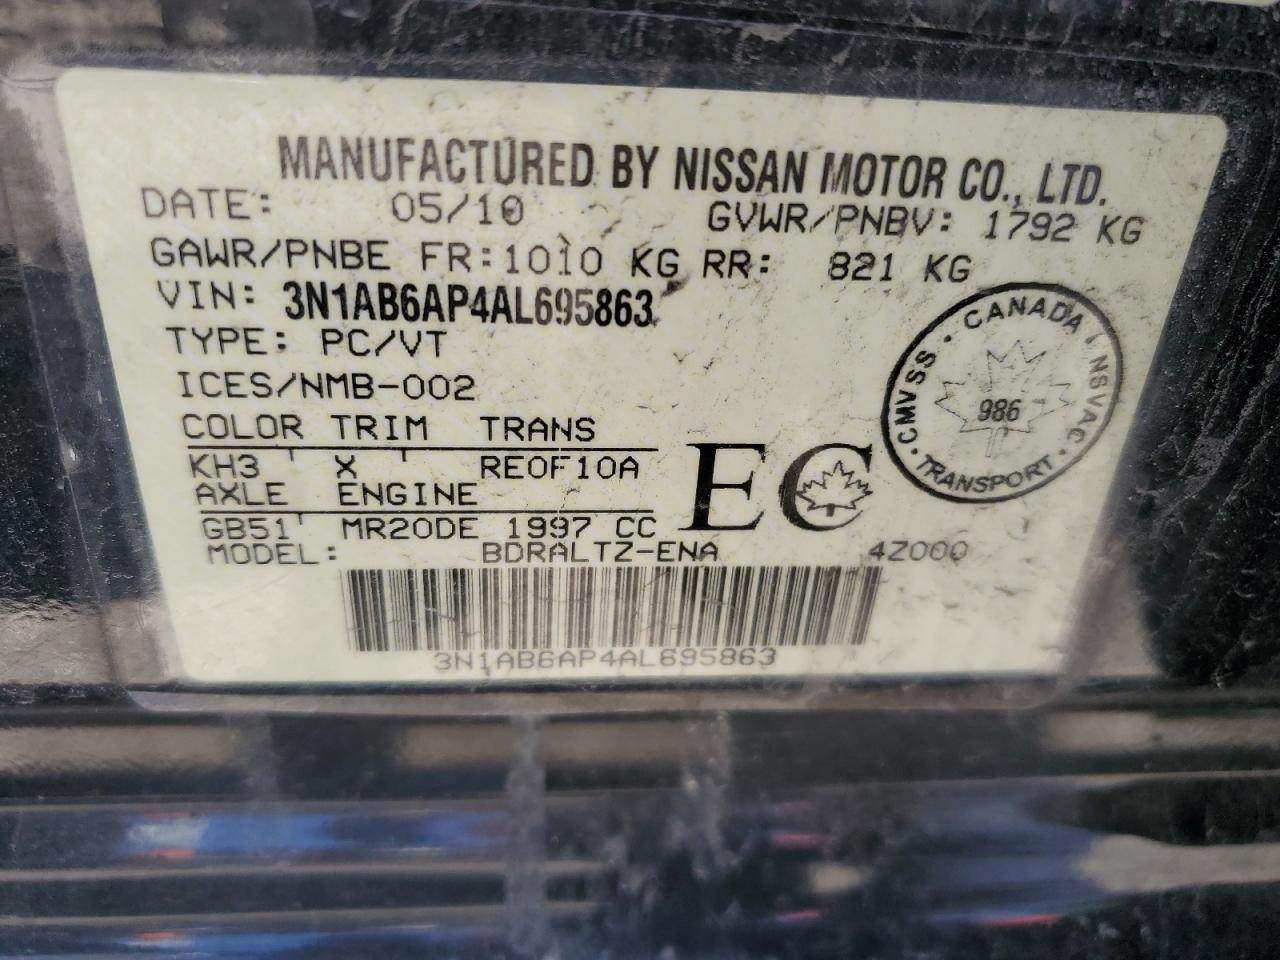 MANUFACTURED BY NISSAN MOTOR CO., LTD.
DATE: 05/10 GVWR/PNBV: 1792 KG
GAWR/PNBE FR:1010 KG RR: 821 KG
VIN: 3N1AB6AP4AL695863
TYPE: PC/VT
ICES/NMB-002
COLOR TRIM TRANS
KH3 ' X ' RE0F10A
AXLE ENGINE
GB51 ' MR20DE 1997 CC
MODEL: BDRALTZ-ENA 4Z000
3N1AB6AP4AL695863
EC
CANADA
CMVSS · NSVAC
986
TRANSPORT